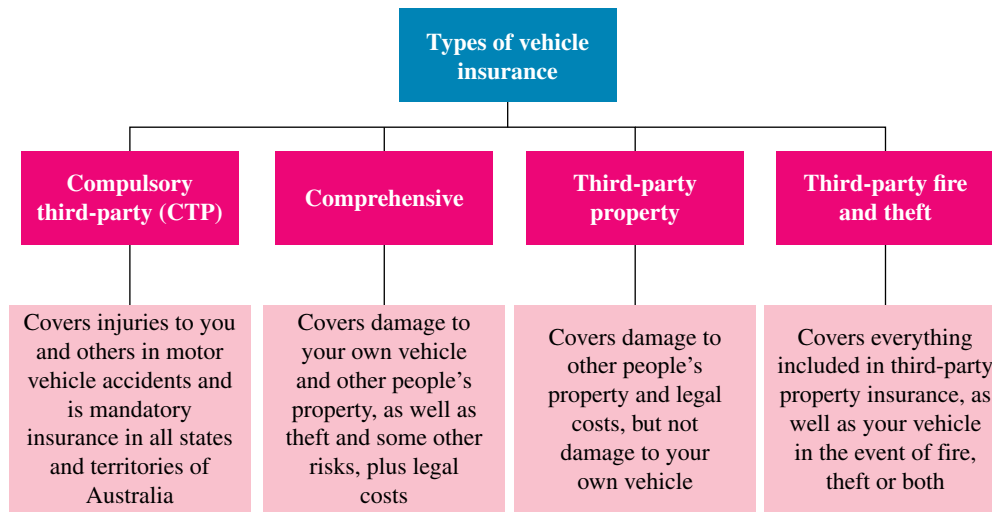 Types of vehicle
insurance
Compulsory
third-party (CTP)
Comprehensive
Third-party
property
Third-party fire
and theft
Covers injuries to you
and others in motor
vehicle accidents and
is mandatory
insurance in all states
and territories of
Australia
Covers damage to
your own vehicle
and other people’s
property, as well as
theft and some other
risks, plus legal
costs
Covers damage to
other people’s
property and legal
costs, but not
damage to your
own vehicle
Covers everything
included in third-party
property insurance, as
well as your vehicle
in the event of fire,
theft or both